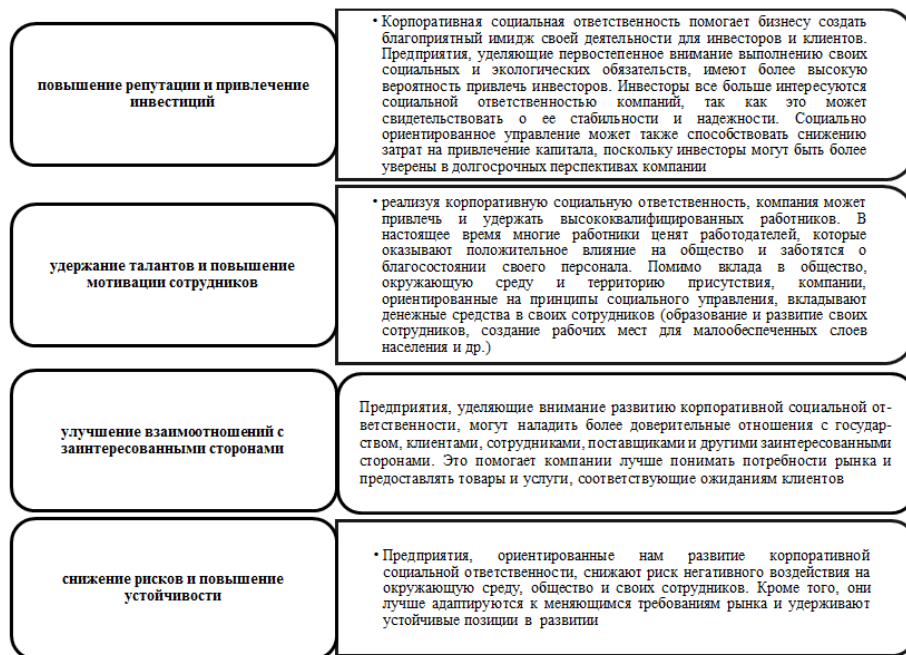 повышение репутации и привлечение
инвестиций
• Корпоративная социальная ответственность помогает бизнесу создать
благоприятный имидж своей деятельности для инвесторов и клиентов.
Предприятия, уделяющие первостепенное внимание выполнению своих
социальных и экологических обязательств, имеют более высокую
вероятность привлечь инвесторов. Инвесторы все больше интересуются
социальной ответственностью компаний, так как это может
свидетельствовать о ее стабильности и надежности. Социально
ориентированное управление может также способствовать снижению
затрат на привлечение капитала, поскольку инвесторы могут быть более
уверены в долгосрочных перспективах компании
удержание талантов и повышение
мотивации сотрудников
• реализуя корпоративную социальную ответственность, компания может
привлечь и удержать высококвалифицированных работников. В
настоящее время многие работники ценят работодателей, которые
оказывают положительное влияние на общество и заботятся о
благосостоянии своего персонала. Помимо вклада в общество,
окружающую среду и территорию присутствия, компании,
ориентированные на принципы социального управления, вкладывают
денежные средства в своих сотрудников (образование и развитие своих
сотрудников, создание рабочих мест для малообеспеченных слоев
населения и др.)
улучшение взаимоотношений с
заинтересованными сторонами
Предприятия, уделяющие внимание развитию корпоративной социальной от-
ветственности, могут наладить более доверительные отношения с государ-
ством, клиентами, сотрудниками, поставщиками и другими заинтересованными
сторонами. Это помогает компании лучше понимать потребности рынка и
предоставлять товары и услуги, соответствующие ожиданиям клиентов
снижение рисков и повышение
устойчивости
• Предприятия, ориентированные нам развитие корпоративной
социальной ответственности, снижают риск негативного воздействия на
окружающую среду, общество и своих сотрудников. Кроме того, они
лучше адаптируются к меняющимся требованиям рынка и удерживают
устойчивые позиции в развитии